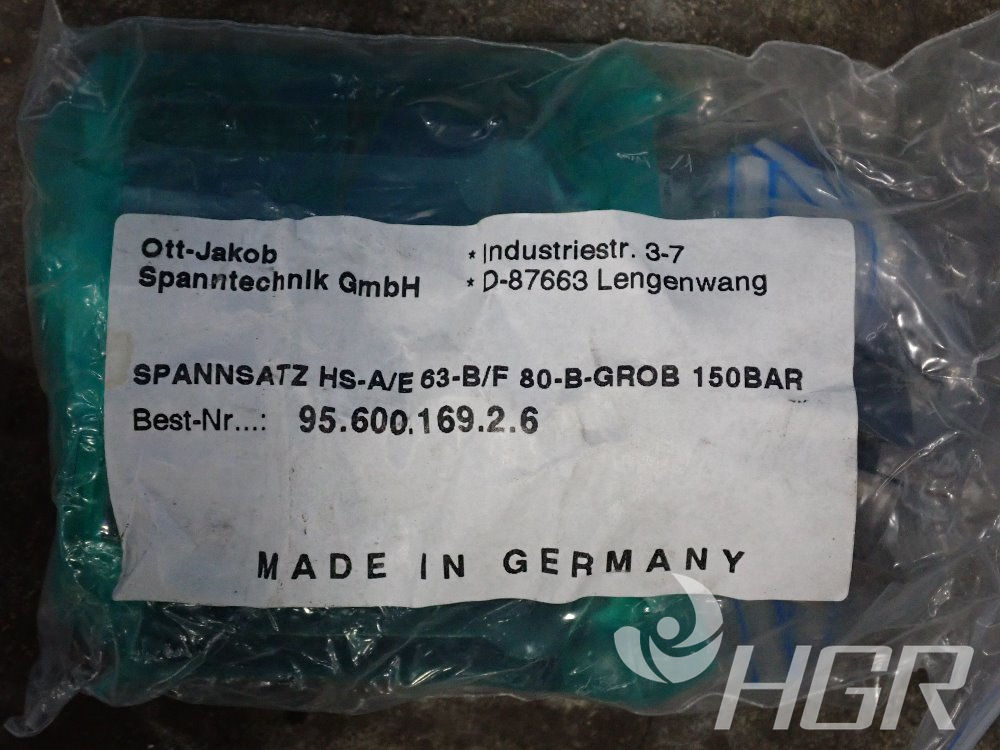 Ott-Jakob * Industriestr. 3-7
Spanntechnik GmbH * D-87663 Lengenwang
SPANNSATZ HS-A/E 63-B/F 80-B-GROB 150BAR
Best-Nr...: 95.600.169.2.6
MADE IN GERMANY
HGR